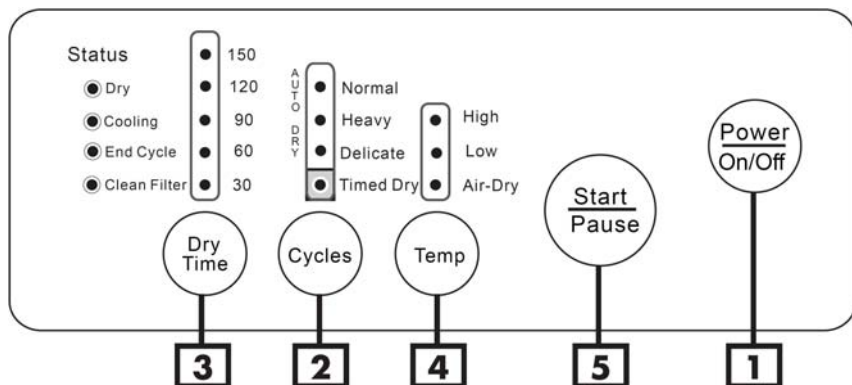 Status
Dry
Cooling
End Cycle
Clean Filter
150
120
90
60
30
AUTO DRY
Normal
Heavy
Delicate
Timed Dry
High
Low
Air-Dry
Dry
Time
Cycles
Temp
Start
Pause
Power
On/Off
3
2
4
5
1